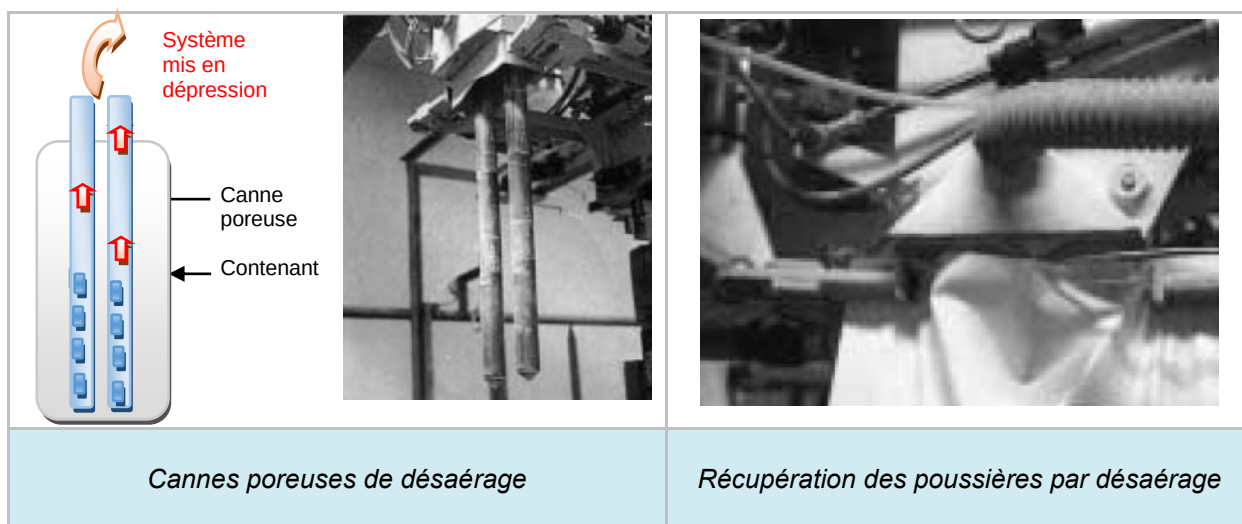 Système
mis en
dépression
Canne
poreuse
Contenant
Cannes poreuses de désaérage
Récupération des poussières par désaérage